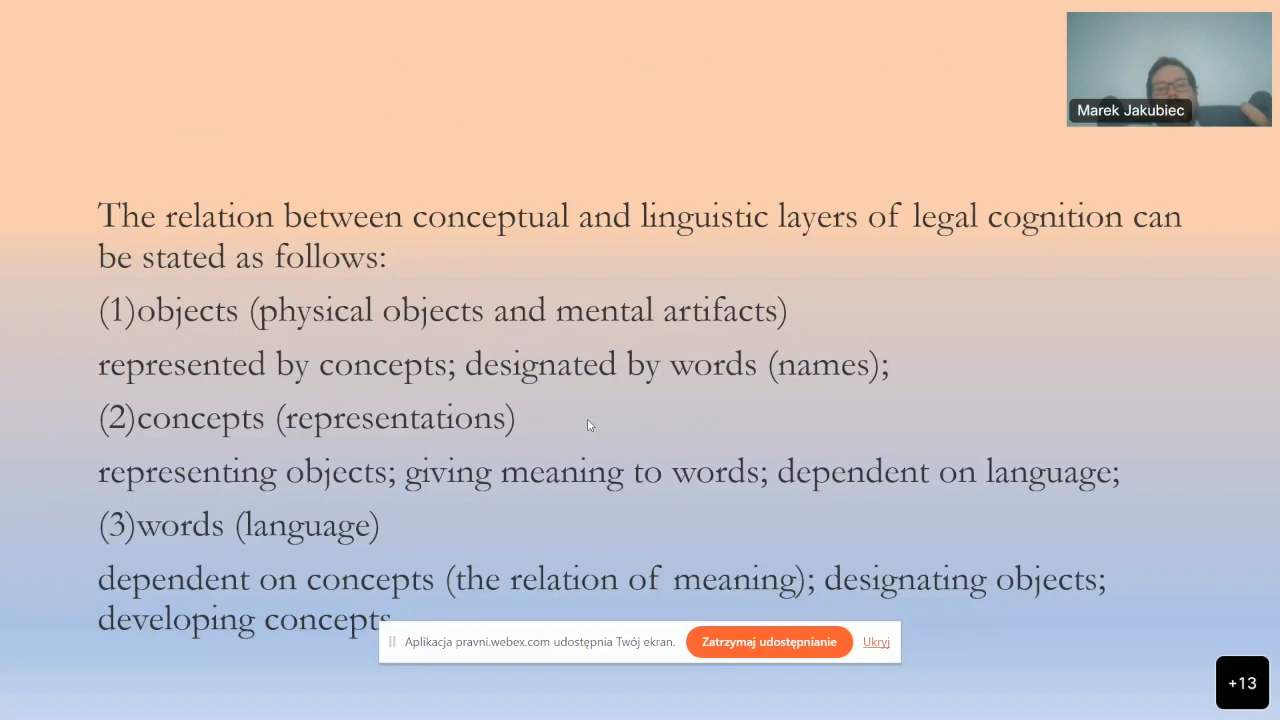 Marek Jakubiec
The relation between conceptual and linguistic layers of legal cognition can
be stated as follows:
(1)objects (physical objects and mental artifacts)
represented by concepts; designated by words (names);
(2)concepts (representations)
representing objects; giving meaning to words; dependent on language;
(3)words (language)
dependent on concepts (the relation of meaning); designating objects;
developing concepts
Aplikacja pravni.webex.com udostępnia Twój ekran. Zatrzymaj udostępnianie Ukryj
+13